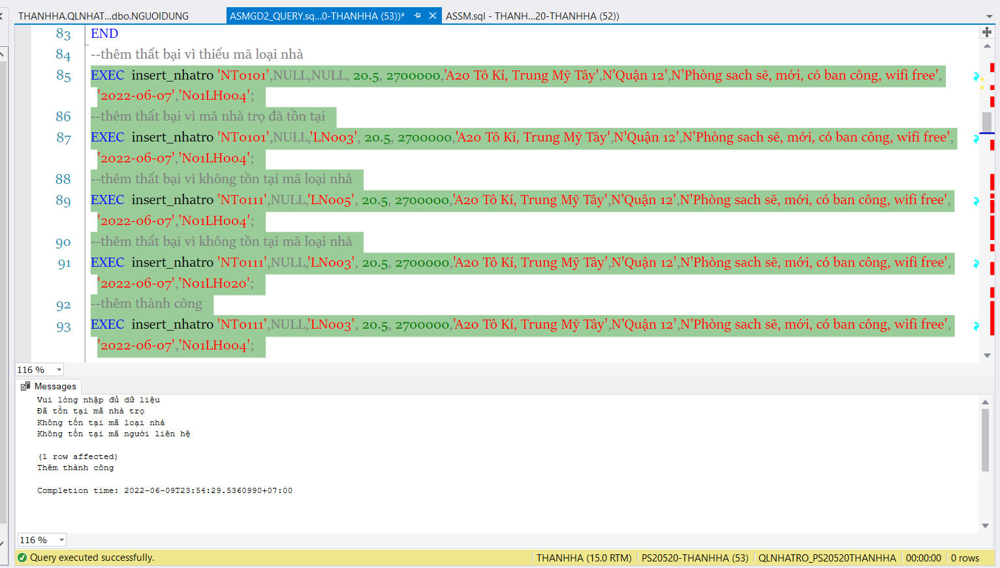 THANHHA.QLNHAT...dbo.NGUOIDUNG ASMGD2_QUERY.sq...0-THANHHA (53))* ASSM.sql - THANH...20-THANHHA (52))
83 END
84 --thêm thất bại vì thiếu mã loại nhà
85 EXEC insert_nhatro 'NT0101',NULL,NULL, 20.5, 2700000,'A20 Tô Kí, Trung Mỹ Tây',N'Quận 12',N'Phòng sach sẽ, mới, có ban công, wifi free',
'2022-06-07','N01LH004';
86 --thêm thất bại vì mã nhà trọ đã tồn tại
87 EXEC insert_nhatro 'NT0101',NULL,'LN003', 20.5, 2700000,'A20 Tô Kí, Trung Mỹ Tây',N'Quận 12',N'Phòng sach sẽ, mới, có ban công, wifi free',
'2022-06-07','N01LH004';
88 --thêm thất bại vì không tồn tại mã loại nhà
89 EXEC insert_nhatro 'NT0111',NULL,'LN005', 20.5, 2700000,'A20 Tô Kí, Trung Mỹ Tây',N'Quận 12',N'Phòng sach sẽ, mới, có ban công, wifi free',
'2022-06-07','N01LH004';
90 --thêm thất bại vì không tồn tại mã loại nhà
91 EXEC insert_nhatro 'NT0111',NULL,'LN003', 20.5, 2700000,'A20 Tô Kí, Trung Mỹ Tây',N'Quận 12',N'Phòng sach sẽ, mới, có ban công, wifi free',
'2022-06-07','N01LH020';
92 --thêm thành công
93 EXEC insert_nhatro 'NT0111',NULL,'LN003', 20.5, 2700000,'A20 Tô Kí, Trung Mỹ Tây',N'Quận 12',N'Phòng sach sẽ, mới, có ban công, wifi free',
'2022-06-07','N01LH004';
116 %
Messages
Vui lòng nhập đủ dữ liệu
Đã tồn tại mã nhà trọ
Không tồn tại mã loại nhà
Không tồn tại mã người liên hệ
(1 row affected)
Thêm thành công
Completion time: 2022-06-09T23:54:29.5360990+07:00
116 %
Query executed successfully. THANHHA (15.0 RTM) PS20520-THANHHA (53) QLNHATRO_PS20520THANHHA 00:00:00 0 rows